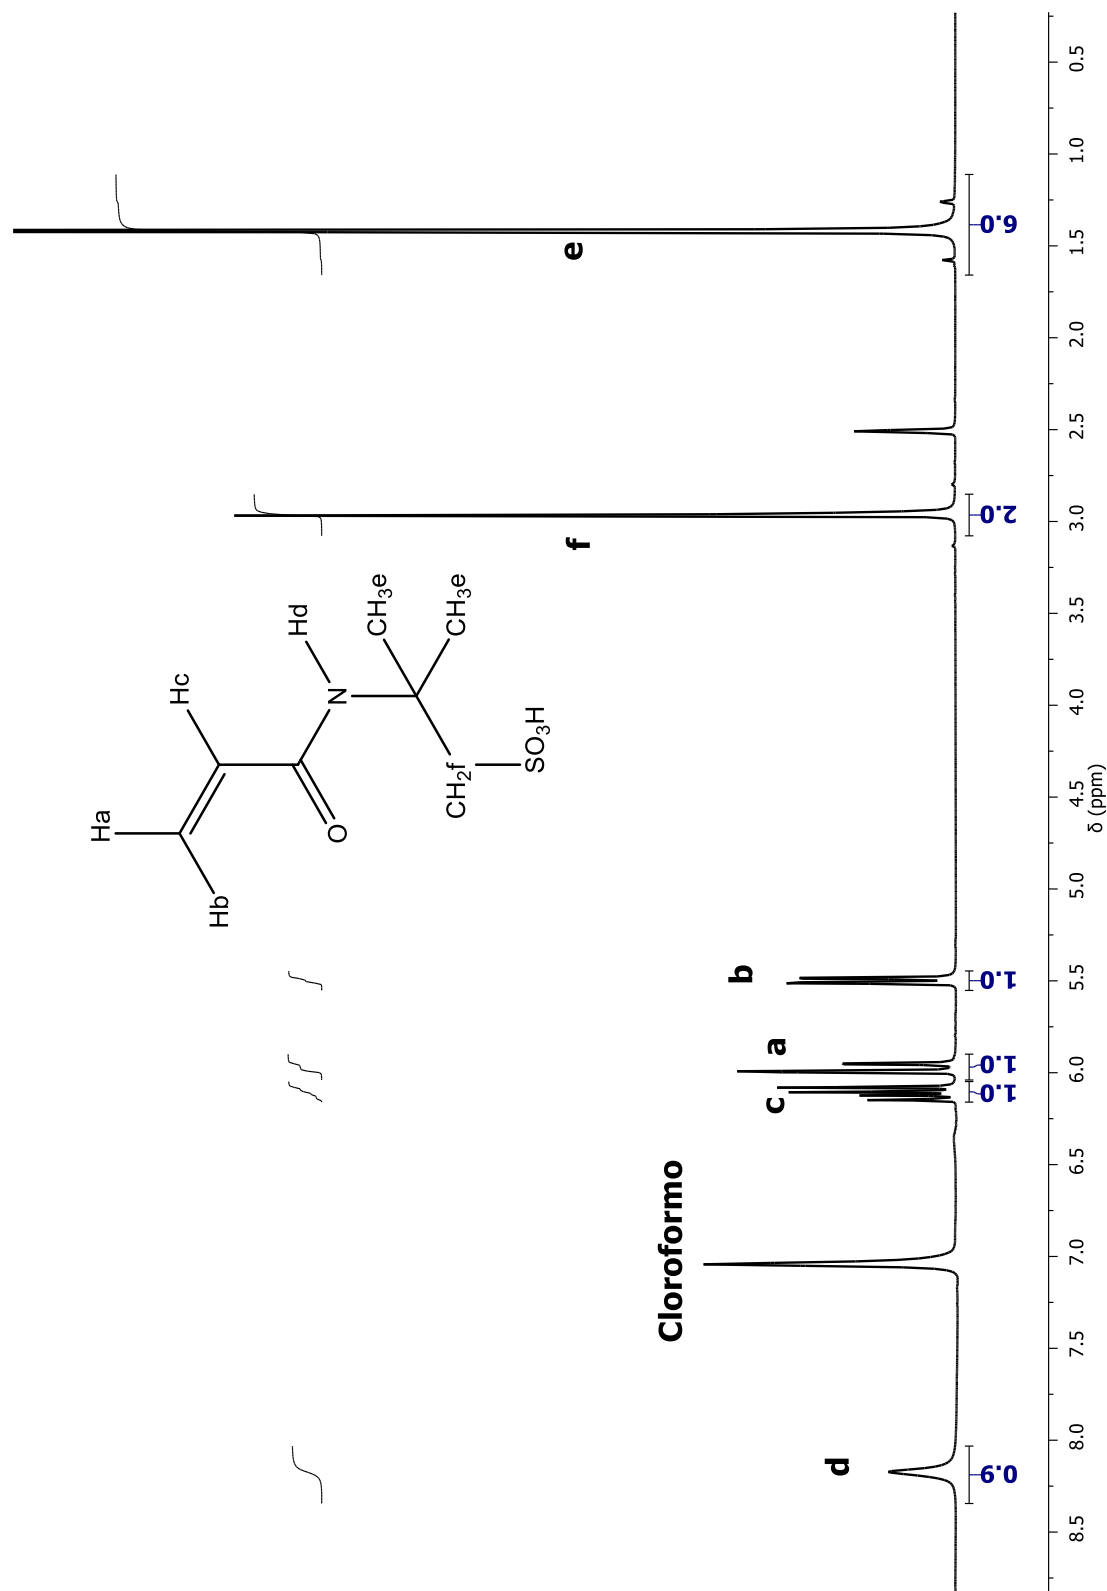 Ha
Hc
Hb
Hd
O N
CH₃e
CH₂f CH₃e
SO₃H
f e
Cloroformo
b
c a
d
0.9 1.0 1.0 1.0 2.0 6.0
8.5 8.0 7.5 7.0 6.5 6.0 5.5 5.0 4.5 4.0 3.5 3.0 2.5 2.0 1.5 1.0 0.5
δ (ppm)